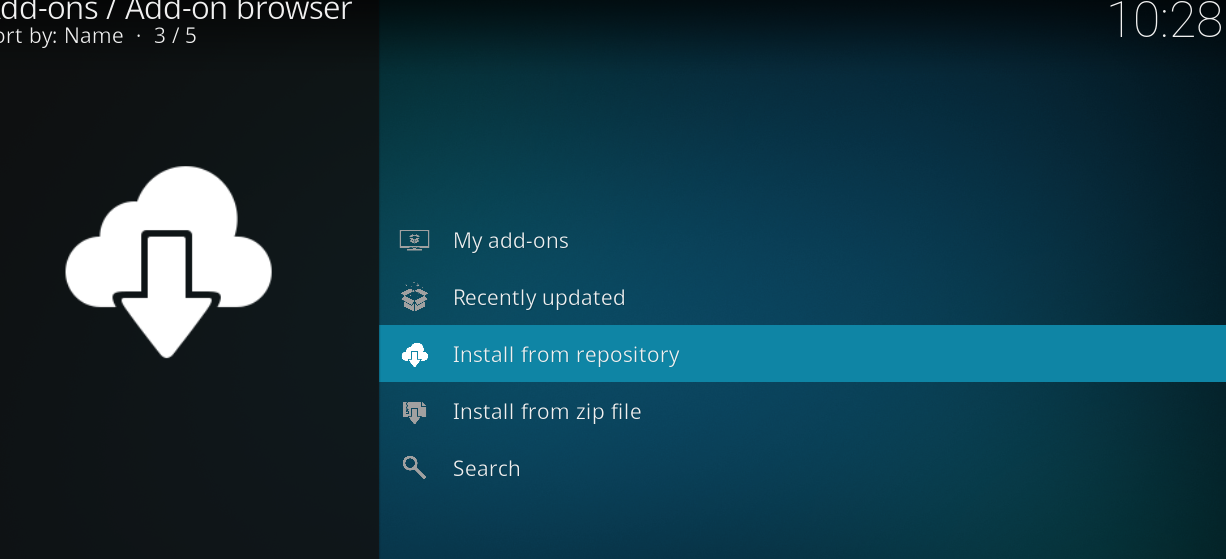 dd-ons / Add-on browser
ort by: Name · 3 / 5
10:28
My add-ons
Recently updated
Install from repository
Install from zip file
Search